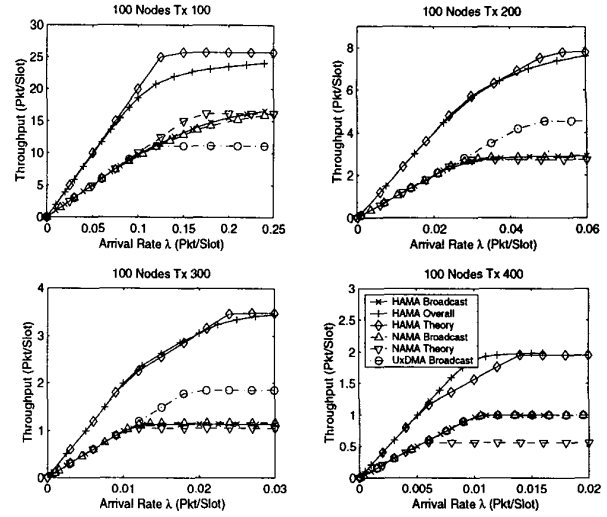 100 Nodes Tx 100
Throughput (Pkt/Slot)
30
25
20
15
10
5
0
0
0.05
0.1
0.15
0.2
0.25
Arrival Rate λ (Pkt/Slot)
100 Nodes Tx 200
Throughput (Pkt/Slot)
8
6
4
2
0
0
0.02
0.04
0.06
Arrival Rate λ (Pkt/Slot)
100 Nodes Tx 300
Throughput (Pkt/Slot)
4
3
2
1
0
0
0.01
0.02
0.03
Arrival Rate λ (Pkt/Slot)
100 Nodes Tx 400
Throughput (Pkt/Slot)
3
2.5
2
1.5
1
0.5
0
HAMA Broadcast
HAMA Overall
HAMA Theory
NAMA Broadcast
NAMA Theory
UxDMA Broadcast
0
0.005
0.01
0.015
0.02
Arrival Rate λ (Pkt/Slot)